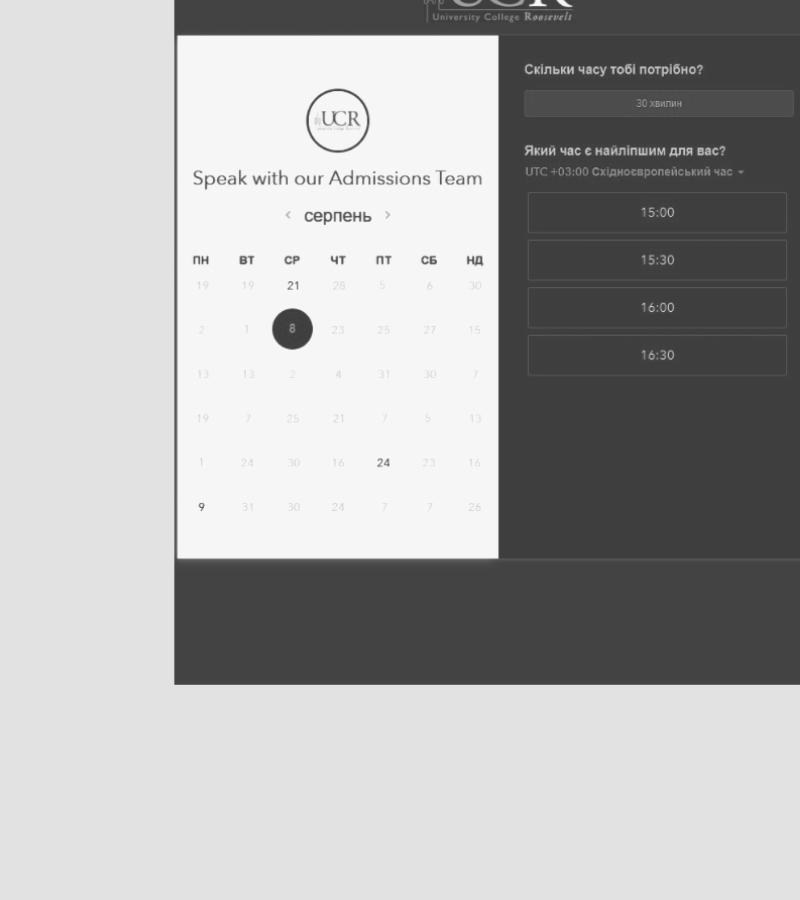 UCR
University College Roosevelt
UCR
Speak with our Admissions Team
‹ серпень ›
ПН ВТ СР ЧТ ПТ СБ НД
19 19 21 28 5 6 30
2 1 8 23 25 27 15
13 13 2 4 31 30 7
19 7 25 21 7 5 13
1 24 30 16 24 23 16
9 31 30 24 7 7 26
Скільки часу тобі потрібно?
30 хвилин
Який час є найліпшим для вас?
UTC +03:00 Східноєвропейський час
15:00
15:30
16:00
16:30